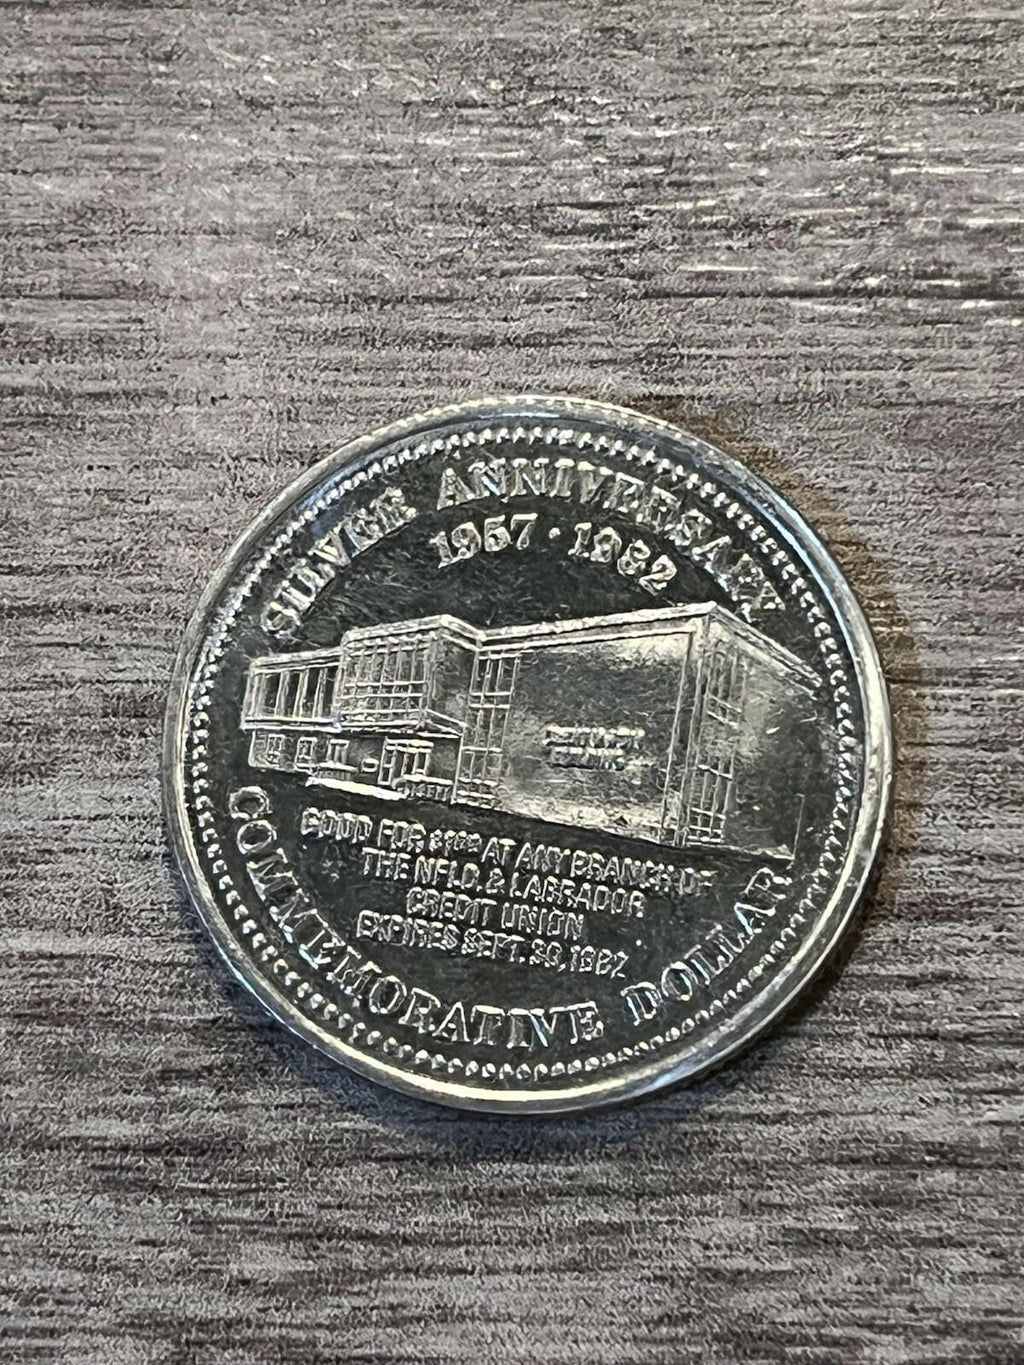 SILVER ANNIVERSARY
1957 · 1982
GOOD FOR $1⁰⁰ AT ANY BRANCH OF
THE NFLD. & LABRADOR
CREDIT UNION
EXPIRES SEPT. 30, 1982
COMMEMORATIVE DOLLAR